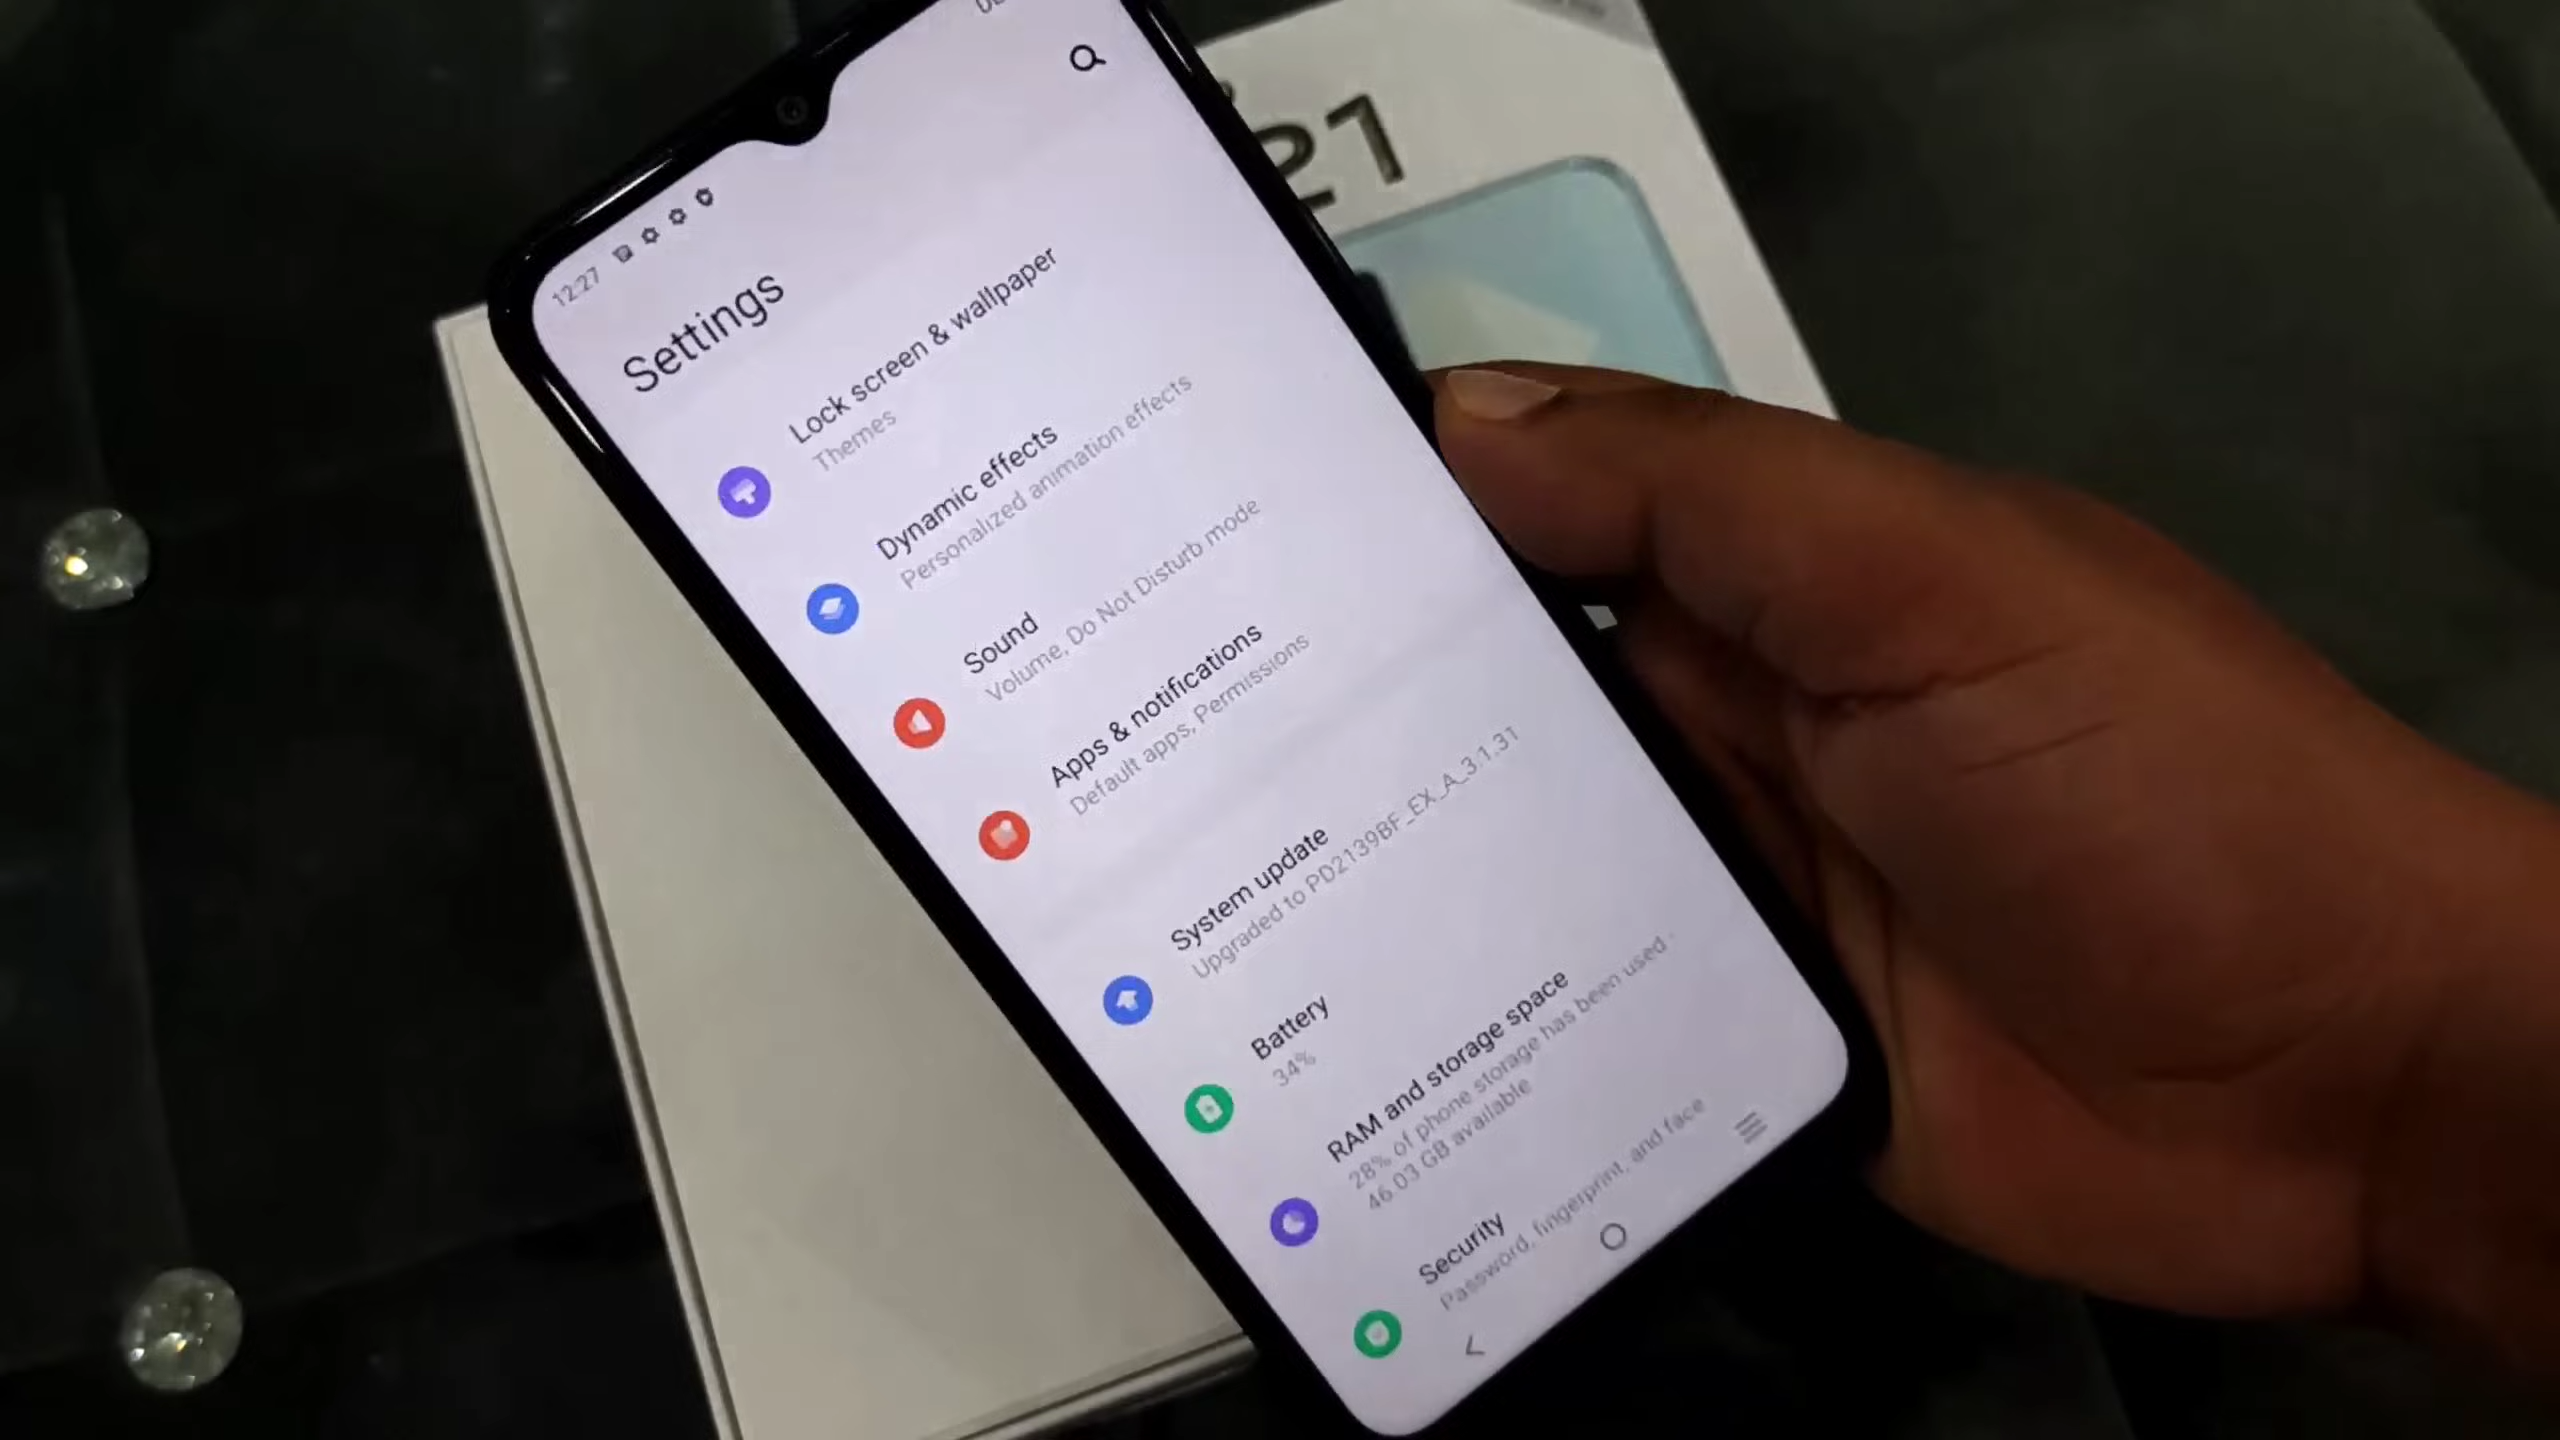 21
12:27
Settings
Lock screen & wallpaper
Themes
Dynamic effects
Personalized animation effects
Sound
Volume, Do Not Disturb mode
Apps & notifications
Default apps, Permissions
System update
Upgraded to PD2139BF_EX_A_3.1.31
Battery
34%
RAM and storage space
28% of phone storage has been used -
46.03 GB available
Security
Password, fingerprint, and face